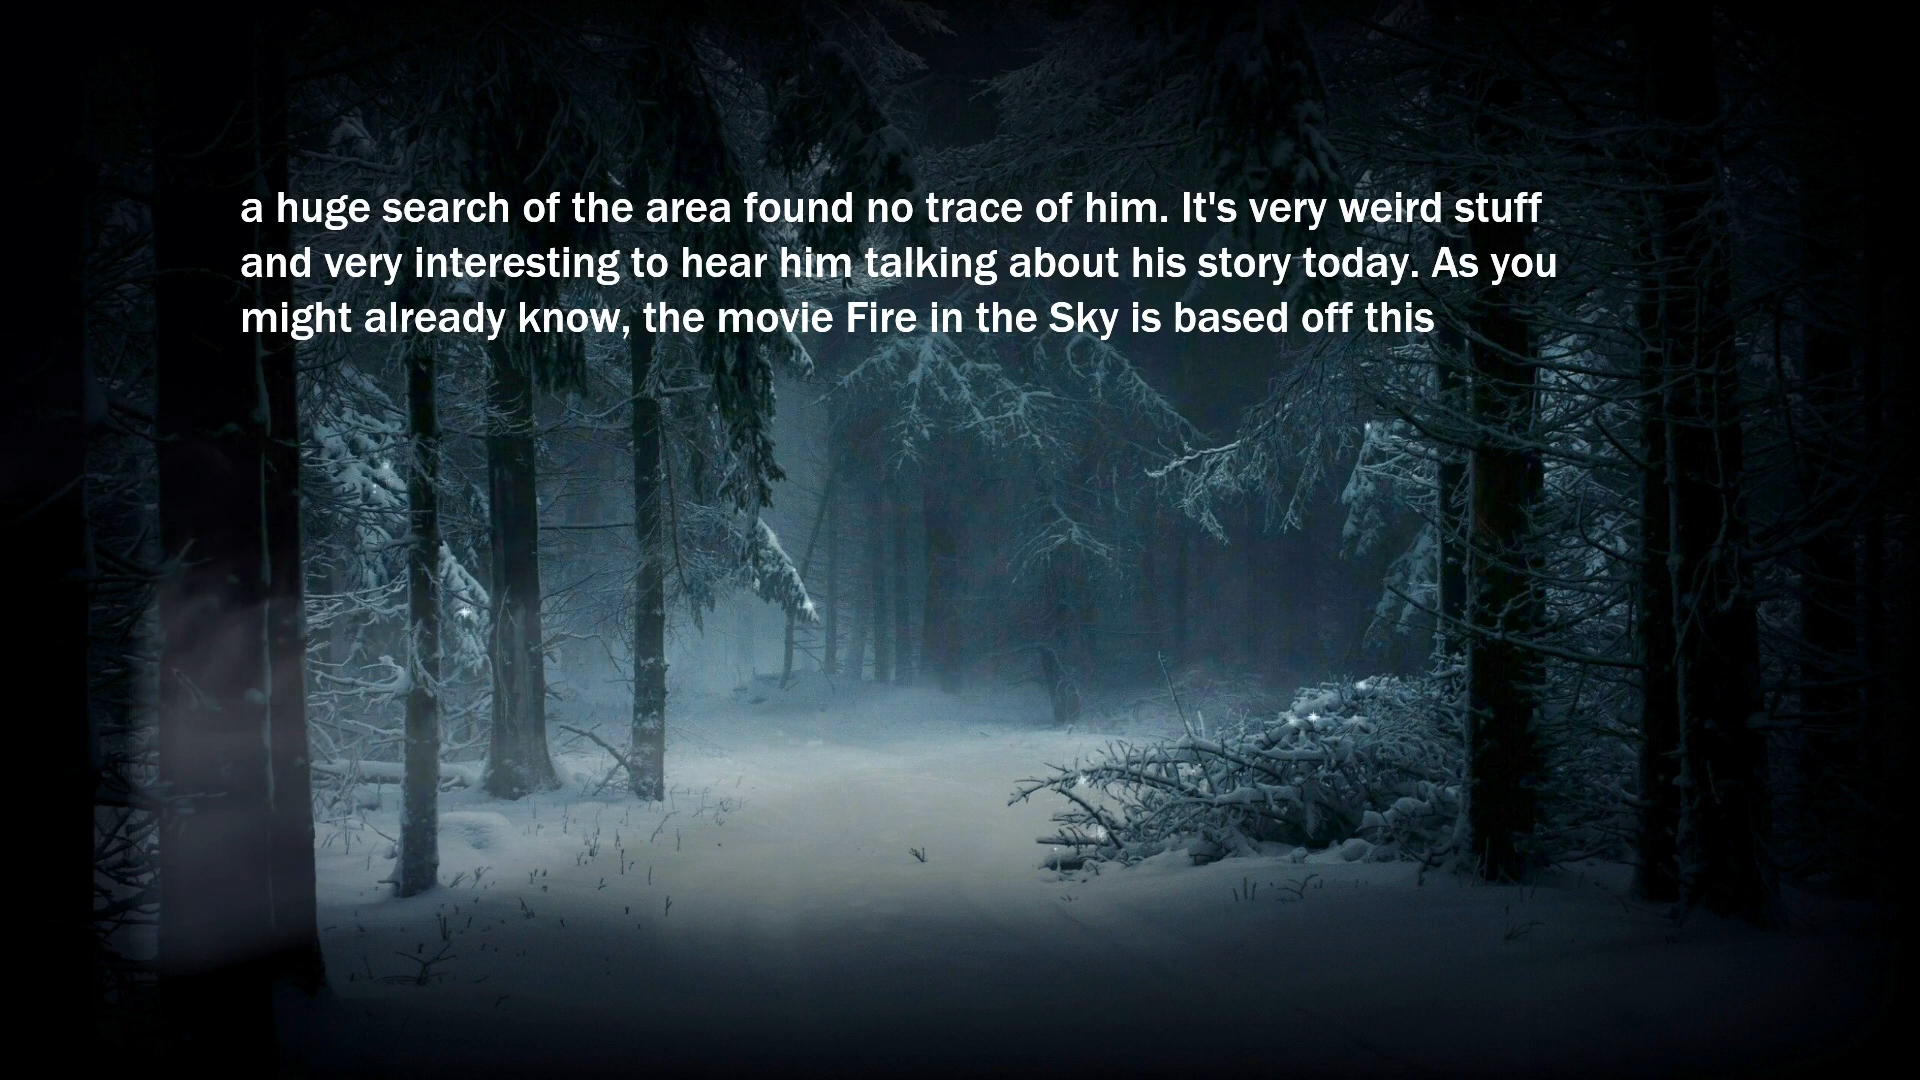 a huge search of the area found no trace of him. It's very weird stuff
and very interesting to hear him talking about his story today. As you
might already know, the movie Fire in the Sky is based off this